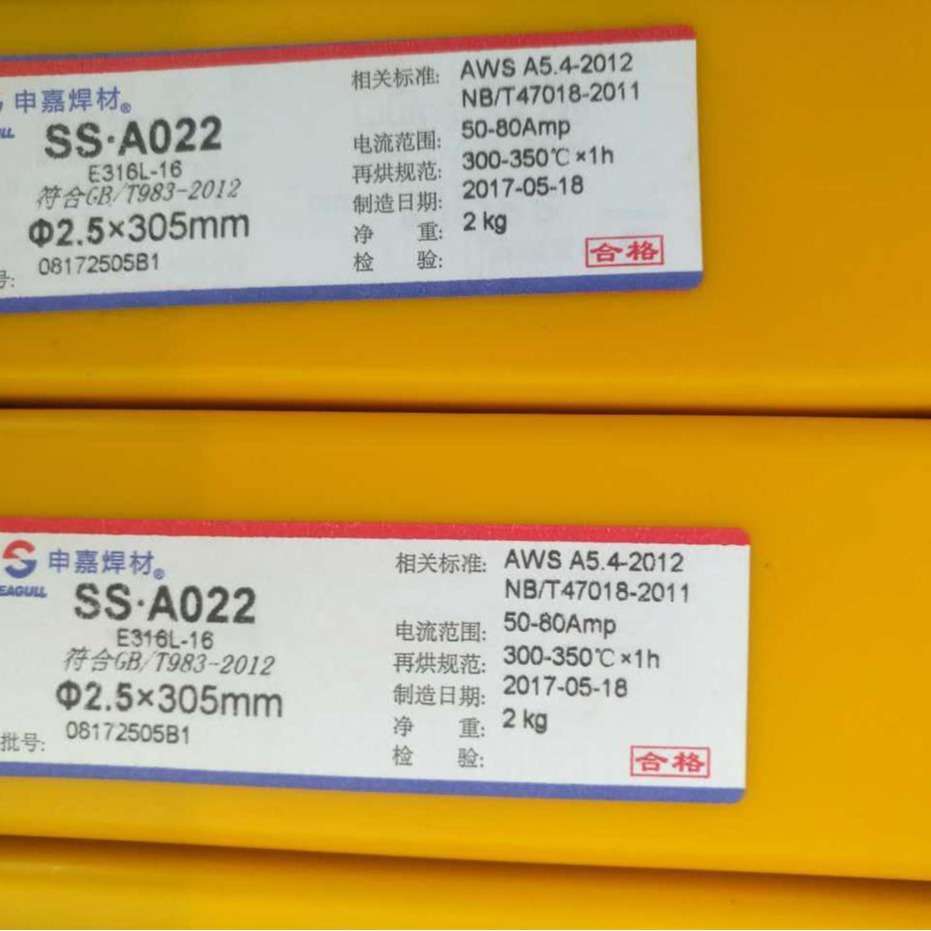 申嘉焊材®
SS·A022
E316L-16
符合GB/T983-2012
Φ2.5×305mm
号: 08172505B1
相关标准: AWS A5.4-2012
NB/T47018-2011
电流范围: 50-80Amp
再烘规范: 300-350℃×1h
制造日期: 2017-05-18
净 重: 2 kg
检 验: 合格
申嘉焊材®
EAGULL
SS·A022
E316L-16
符合GB/T983-2012
Φ2.5×305mm
批号: 08172505B1
相关标准: AWS A5.4-2012
NB/T47018-2011
电流范围: 50-80Amp
再烘规范: 300-350℃×1h
制造日期: 2017-05-18
净 重: 2 kg
检 验: 合格